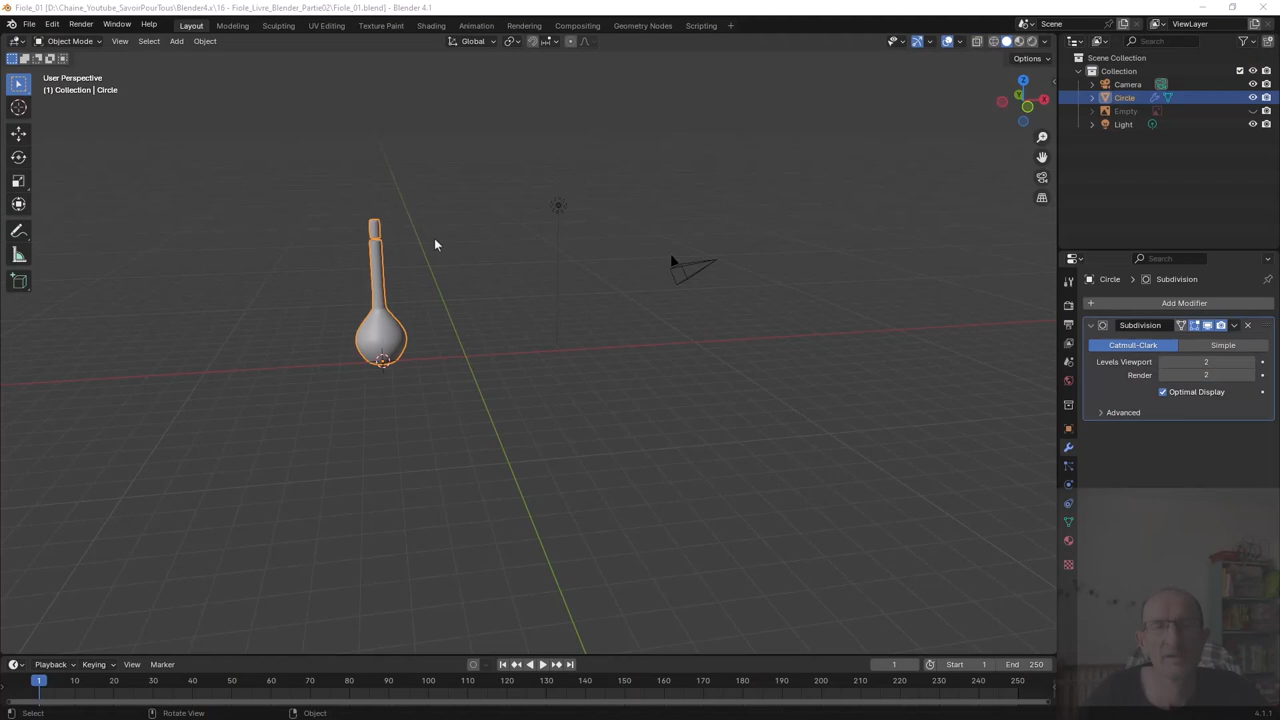 Fiole_01 [D:\Chaine_Youtube_SavoirPourTous\Blender4.x\16 - Fiole_Livre_Blender_Partie02\Fiole_01.blend] - Blender 4.1
File Edit Render Window Help Layout Modeling Sculpting UV Editing Texture Paint Shading Animation Rendering Compositing Geometry Nodes Scripting + Scene ViewLayer
Object Mode View Select Add Object Global Search
Options
User Perspective
(1) Collection | Circle
Z
Y
X
Scene Collection
Collection
Camera
Circle
Empty
Light
Search
Circle > Subdivision
+ Add Modifier
Subdivision
Catmull-Clark Simple
Levels Viewport 2
Render 2
Optimal Display
Advanced
Playback Keying View Marker 1 Start 1 End 250
1 10 20 30 40 50 60 70 80 90 100 110 120 130 140 150 160 170 180 190 200 210 220 230 240 250
Select Rotate View Object 4.1.1